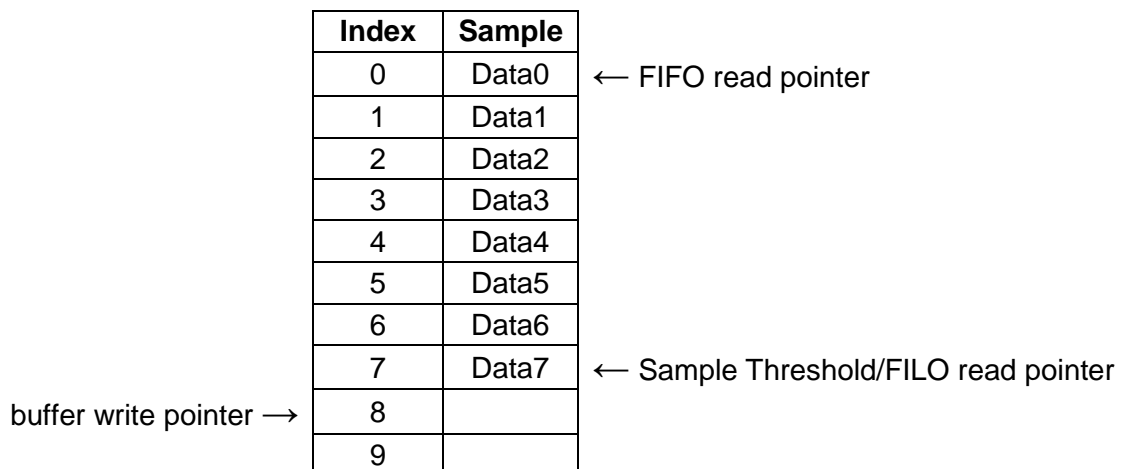 Index Sample
0 Data0 ← FIFO read pointer
1 Data1
2 Data2
3 Data3
4 Data4
5 Data5
6 Data6
7 Data7 ← Sample Threshold/FILO read pointer
buffer write pointer → 8
9